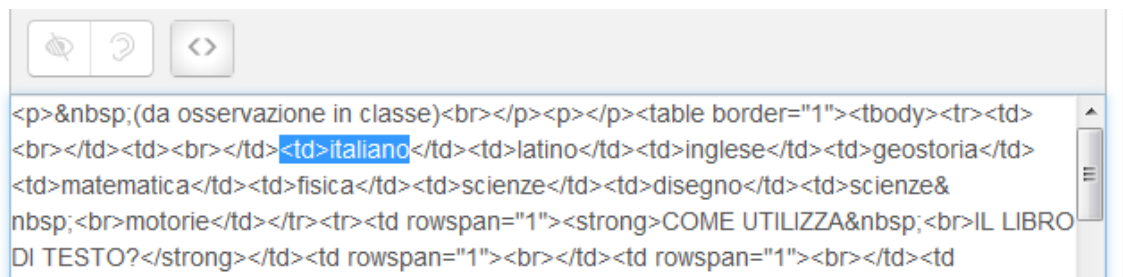 <>
<p>&nbsp;(da osservazione in classe)<br></p><p></p><table border="1"><tbody><tr><td>
<br></td><td><br></td><td>italiano</td><td>latino</td><td>inglese</td><td>geostoria</td>
<td>matematica</td><td>fisica</td><td>scienze</td><td>disegno</td><td>scienze&
nbsp;<br>motorie</td></tr><tr><td rowspan="1"><strong>COME UTILIZZA&nbsp;<br>IL LIBRO
DI TESTO?</strong></td><td rowspan="1"><br></td><td rowspan="1"><br></td><td